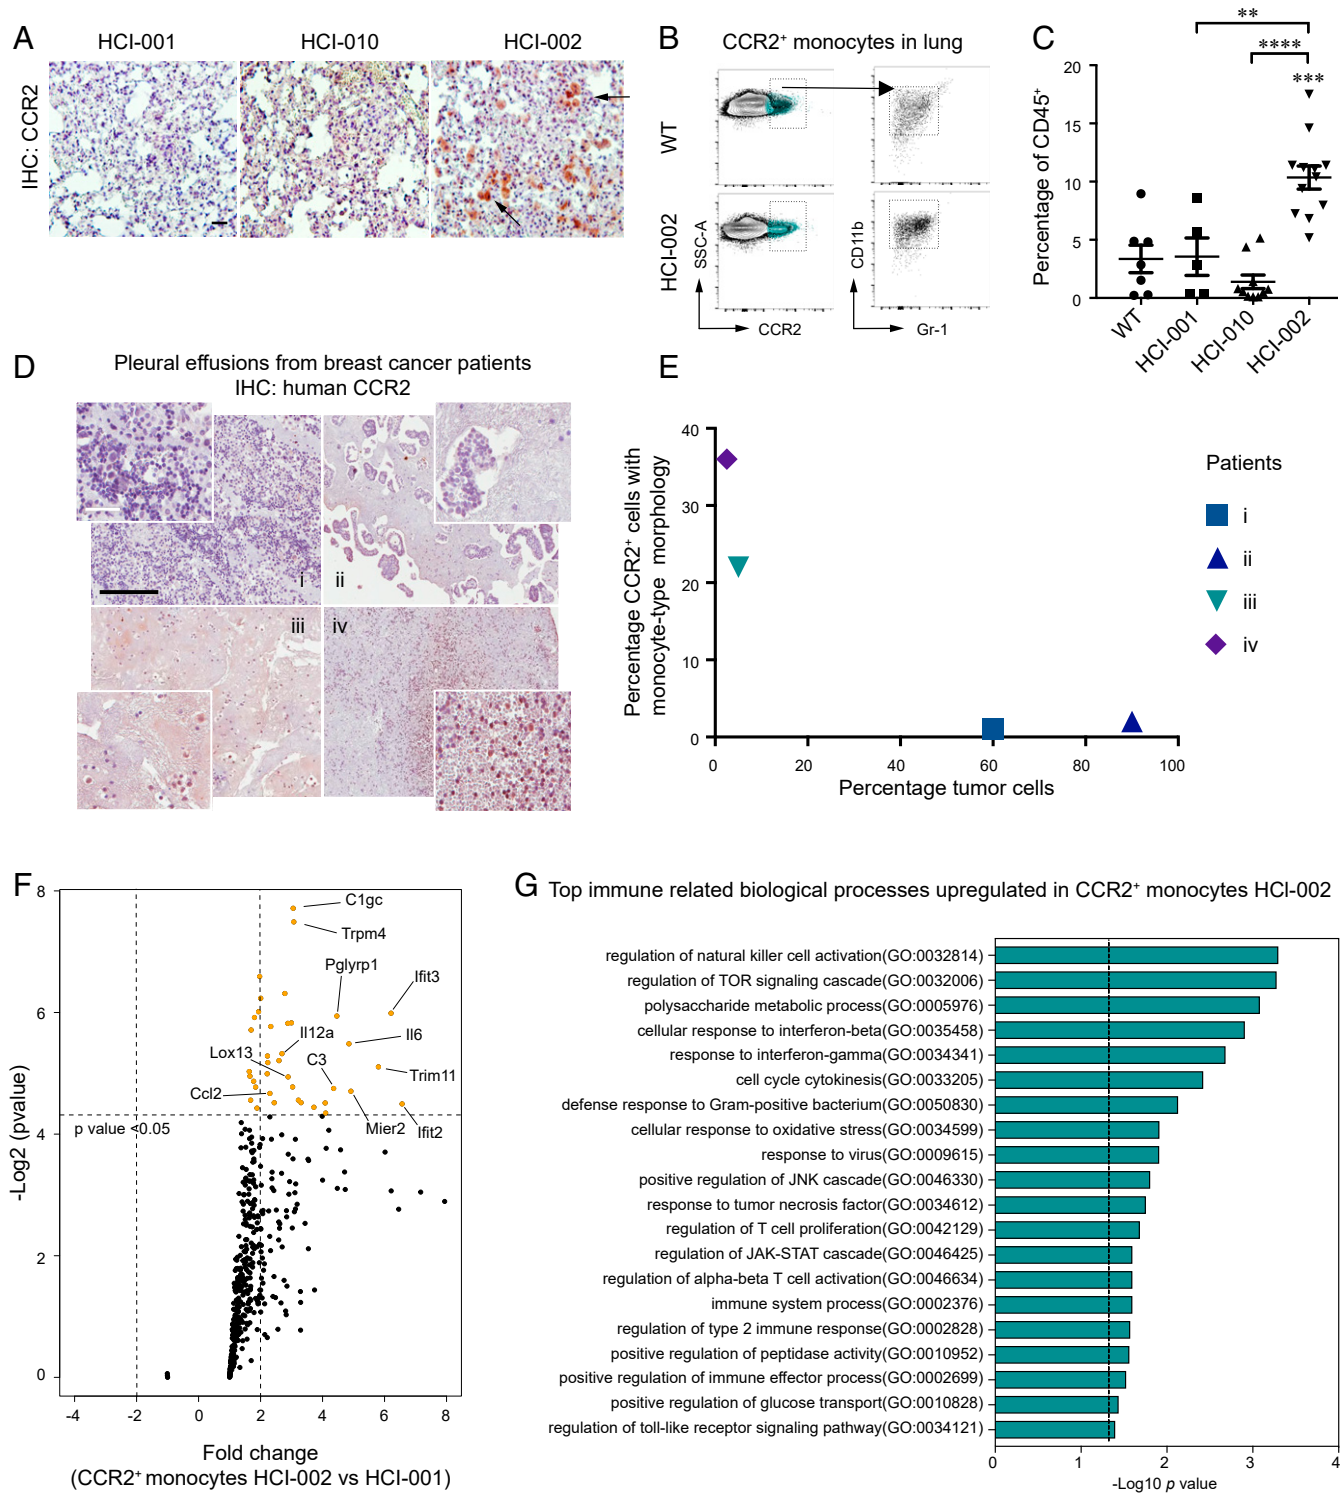 A
HCI-001
HCI-010
HCI-002
IHC: CCR2
B
CCR2+ monocytes in lung
WT
HCI-002
SSC-A
CCR2
CD11b
Gr-1
C
**
****
***
Percentage of CD45+
20
15
10
5
0
WT
HCI-001
HCI-010
HCI-002
D
Pleural effusions from breast cancer patients
IHC: human CCR2
i
ii
iii
iv
E
Percentage CCR2+ cells with
monocyte-type morphology
40
30
20
10
0
0 20 40 60 80 100
Percentage tumor cells
Patients
i
ii
iii
iv
F
-Log2 (pvalue)
8
6
4
2
0
C1gc
Trpm4
Pglyrp1
Ifit3
Il12a
Il6
Lox13
C3
Trim11
Ccl2
Mier2
Ifit2
p value <0.05
-4 -2 0 2 4 6 8
Fold change
(CCR2+ monocytes HCI-002 vs HCI-001)
G
Top immune related biological processes upregulated in CCR2+ monocytes HCI-002
regulation of natural killer cell activation(GO:0032814)
regulation of TOR signaling cascade(GO:0032006)
polysaccharide metabolic process(GO:0005976)
cellular response to interferon-beta(GO:0035458)
response to interferon-gamma(GO:0034341)
cell cycle cytokinesis(GO:0033205)
defense response to Gram-positive bacterium(GO:0050830)
cellular response to oxidative stress(GO:0034599)
response to virus(GO:0009615)
positive regulation of JNK cascade(GO:0046330)
response to tumor necrosis factor(GO:0034612)
regulation of T cell proliferation(GO:0042129)
regulation of JAK-STAT cascade(GO:0046425)
regulation of alpha-beta T cell activation(GO:0046634)
immune system process(GO:0002376)
regulation of type 2 immune response(GO:0002828)
positive regulation of peptidase activity(GO:0010952)
positive regulation of immune effector process(GO:0002699)
positive regulation of glucose transport(GO:0010828)
regulation of toll-like receptor signaling pathway(GO:0034121)
0 1 2 3 4
-Log10 p value